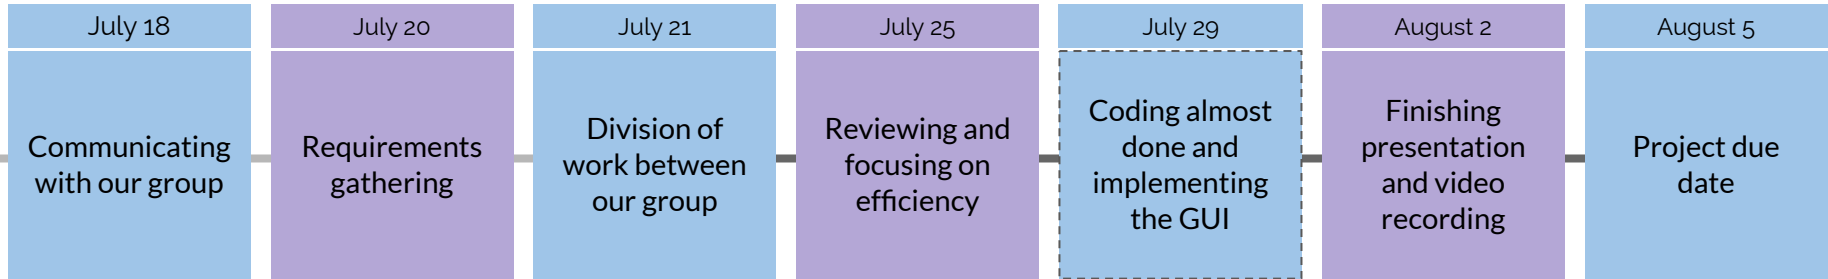 July 18
Communicating
with our group
July 20
Requirements
gathering
July 21
Division of
work between
our group
July 25
Reviewing and
focusing on
efficiency
July 29
Coding almost
done and
implementing
the GUI
August 2
Finishing
presentation
and video
recording
August 5
Project due
date